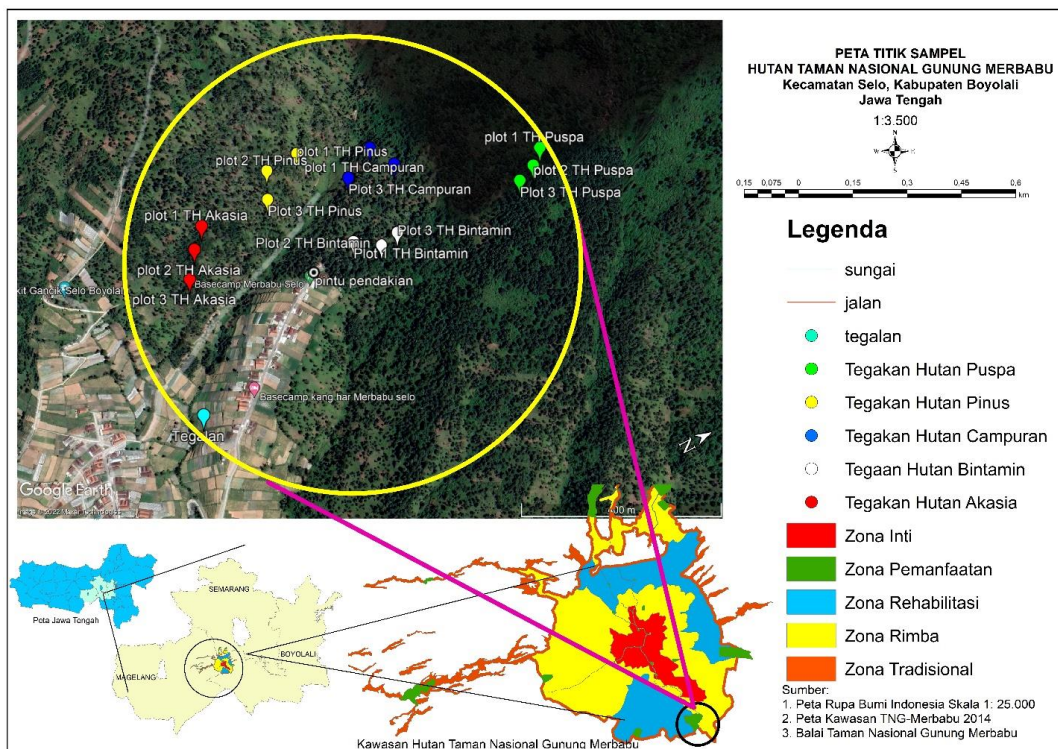 PETA TITIK SAMPEL
HUTAN TAMAN NASIONAL GUNUNG MERBABU
Kecamatan Selo, Kabupaten Boyolali
Jawa Tengah
1:3.500
N
W E
S
0,15 0,075 0 0,15 0,3 0,45 0,6
km
plot 1 TH Puspa
plot 2 TH Puspa
Plot 3 TH Puspa
plot 1 TH Pinus
plot 2 TH Pinus
Plot 3 TH Pinus
plot 1 TH Campuran
Plot 3 TH Campuran
plot 1 TH Akasia
plot 2 TH Akasia
plot 3 TH Akasia
Plot 3 TH Bintamin
Plot 2 TH Bintamin
Plot 1 TH Bintamin
Basecamp Merbabu Selo
pintu pendakian
kit Gancik Selo Boyolali
Basecamp kang har Merbabu selo
Tegalan
N
Google Earth
400 m
Legenda
sungai
jalan
tegalan
Tegakan Hutan Puspa
Tegakan Hutan Pinus
Tegakan Hutan Campuran
Tegaan Hutan Bintamin
Tegakan Hutan Akasia
Zona Inti
Zona Pemanfaatan
Zona Rehabilitasi
Zona Rimba
Zona Tradisional
Sumber:
1. Peta Rupa Bumi Indonesia Skala 1: 25.000
2. Peta Kawasan TNG-Merbabu 2014
3. Balai Taman Nasional Gunung Merbabu
Peta Jawa Tengah
SEMARANG
BOYOLALI
MAGELANG
Kawasan Hutan Taman Nasional Gunung Merbabu